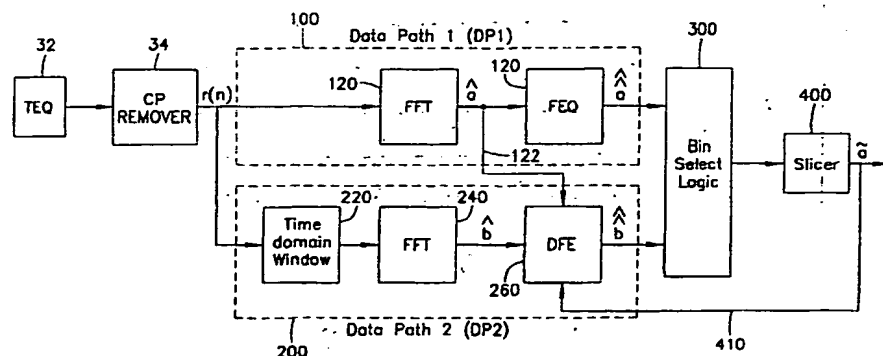 100
Data Path 1 (DP1)
32
34
300
TEQ
CP
REMOVER
r(n)
120
FFT
â
120
FEQ
a
122
400
Bin
Select
Logic
Slicer
ã
220
Time
domain
Window
240
FFT
b̂
DFE
b
260
Data Path 2 (DP2)
200
410